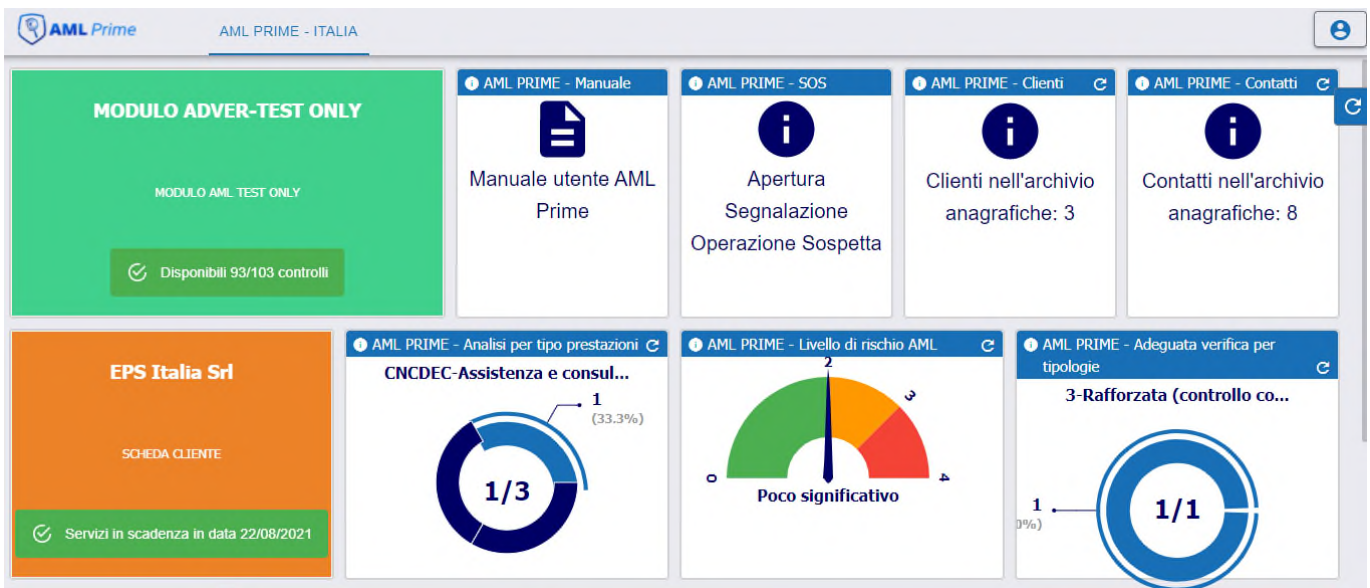 AML Prime
AML PRIME - ITALIA
MODULO ADVER-TEST ONLY
MODULO AML TEST ONLY
Disponibili 93/103 controlli
AML PRIME - Manuale
Manuale utente AML
Prime
AML PRIME - SOS
Apertura
Segnalazione
Operazione Sospetta
AML PRIME - Clienti
Clienti nell'archivio
anagrafiche: 3
AML PRIME - Contatti
Contatti nell'archivio
anagrafiche: 8
EPS Italia Srl
SCHEDA CLIENTE
Servizi in scadenza in data 22/08/2021
AML PRIME - Analisi per tipo prestazioni
CNCDEC-Assistenza e consul...
1
(33.3%)
1/3
AML PRIME - Livello di rischio AML
0
2
3
4
Poco significativo
AML PRIME - Adeguata verifica per
tipologie
3-Rafforzata (controllo co...
1
0%)
1/1